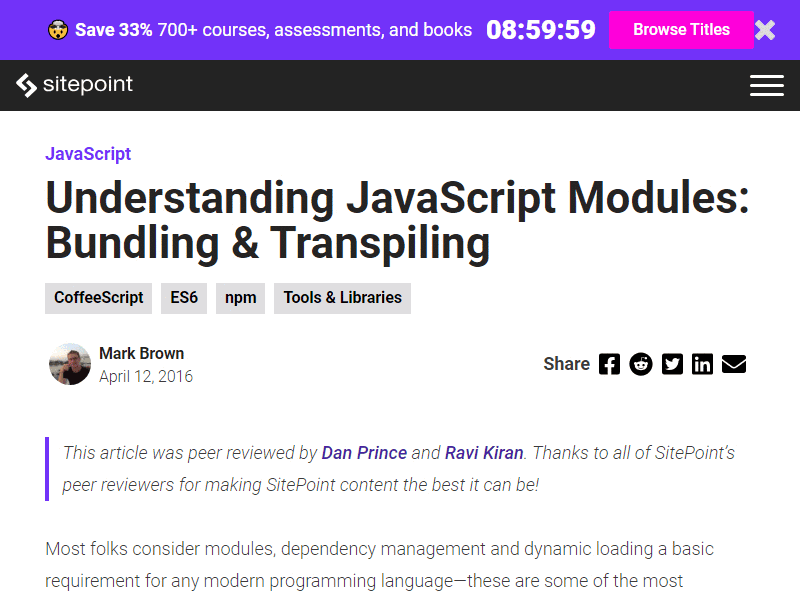 Save 33% 700+ courses, assessments, and books 08:59:59 Browse Titles
sitepoint
JavaScript
Understanding JavaScript Modules:
Bundling & Transpiling
CoffeeScript ES6 npm Tools & Libraries
Mark Brown
April 12, 2016
Share
This article was peer reviewed by Dan Prince and Ravi Kiran. Thanks to all of SitePoint’s
peer reviewers for making SitePoint content the best it can be!
Most folks consider modules, dependency management and dynamic loading a basic
requirement for any modern programming language—these are some of the most